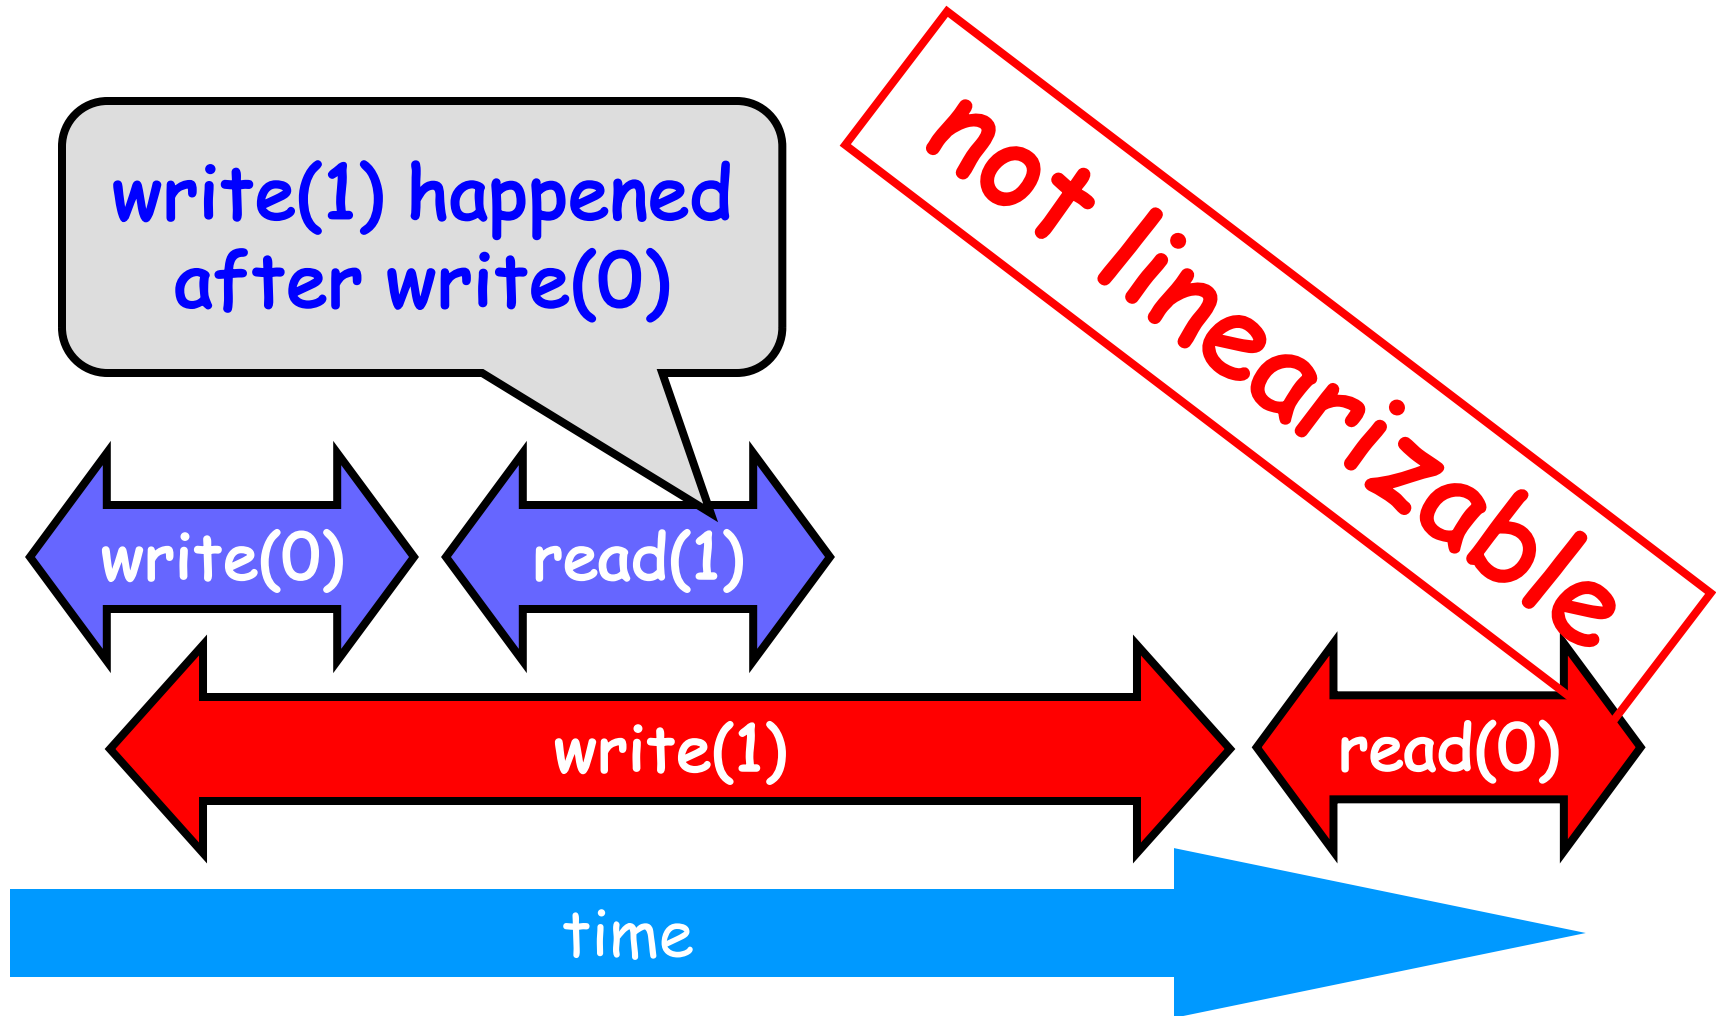 write(1) happened
after write(0)
not linearizable
write(0)
read(1)
write(1)
read(0)
time